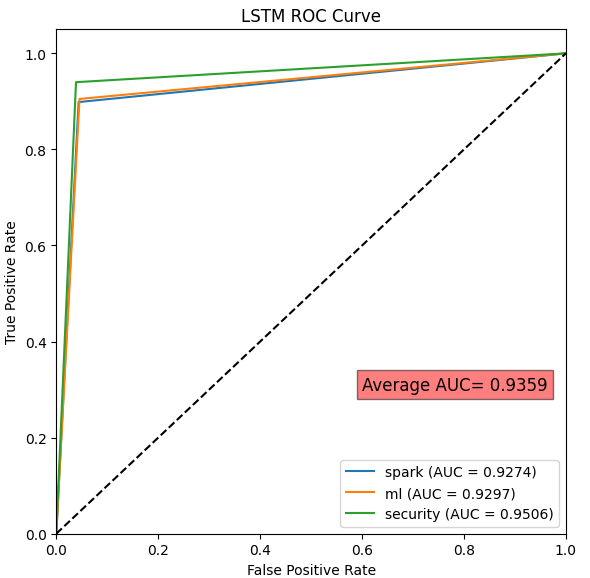 LSTM ROC Curve
1.0
0.8
0.6
0.4
0.2
0.0
True Positive Rate
Average AUC= 0.9359
spark (AUC = 0.9274)
ml (AUC = 0.9297)
security (AUC = 0.9506)
0.0 0.2 0.4 0.6 0.8 1.0
False Positive Rate